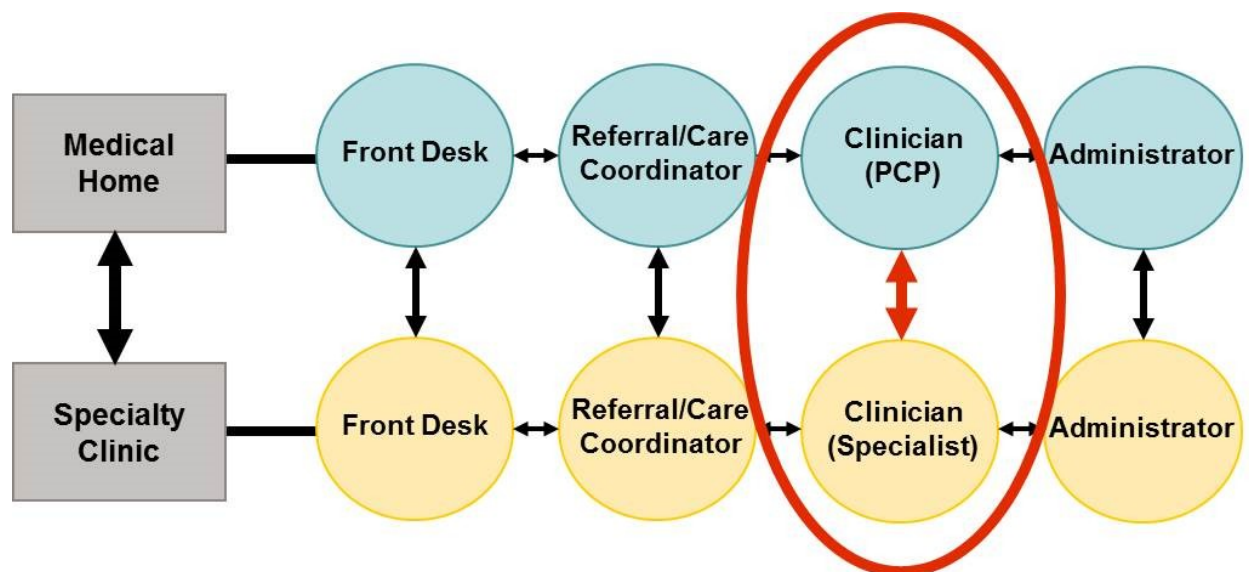 Medical
Home
Front Desk
Referral/Care
Coordinator
Clinician
(PCP)
Administrator
Specialty
Clinic
Front Desk
Referral/Care
Coordinator
Clinician
(Specialist)
Administrator